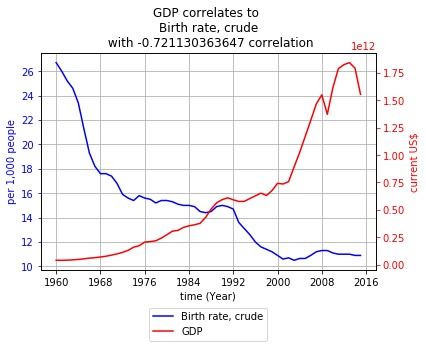 GDP correlates to
Birth rate, crude
with -0.721130363647 correlation
1e12
26
24
22
20
18
16
14
12
10
per 1,000 people
1.75
1.50
1.25
1.00
0.75
0.50
0.25
0.00
current US$
1960
1968
1976
1984
1992
2000
2008
2016
time (Year)
Birth rate, crude
GDP